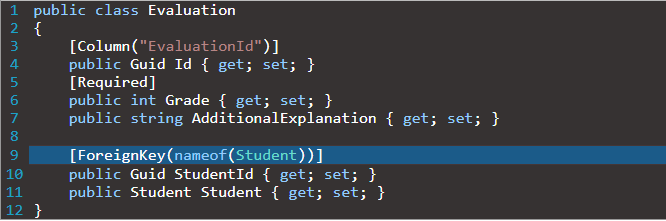 1 public class Evaluation
2 {
3     [Column("EvaluationId")]
4     public Guid Id { get; set; }
5     [Required]
6     public int Grade { get; set; }
7     public string AdditionalExplanation { get; set; }
8
9     [ForeignKey(nameof(Student))]
10     public Guid StudentId { get; set; }
11     public Student Student { get; set; }
12 }